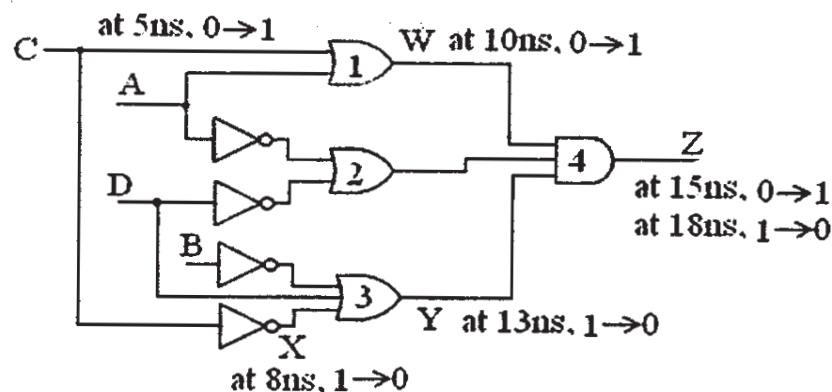 at 5ns, 0→1
C
W at 10ns, 0→1
1
A
2
4
Z
D
at 15ns, 0→1
at 18ns, 1→0
B
3
Y at 13ns, 1→0
X
at 8ns, 1→0